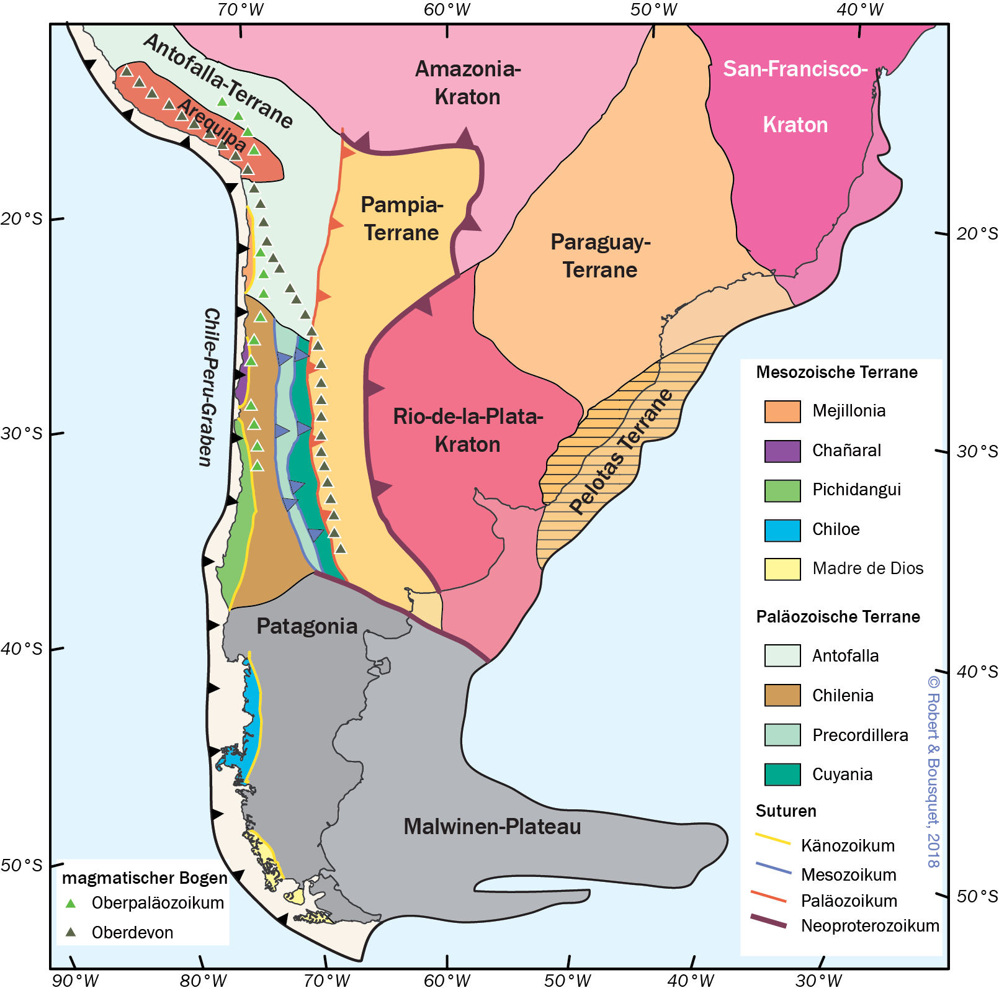 70°W
60°W
50°W
40°W
Antofalla-Terrane
Amazonia-
Kraton
San-Francisco-
Kraton
Arequipa
Pampia-
Terrane
20°S
20°S
Paraguay-
Terrane
Chile-Peru-Graben
Rio-de-la-Plata-
Kraton
Pelotas Terrane
30°S
30°S
Patagonia
40°S
40°S
Malwinen-Plateau
50°S
50°S
Mesozoische Terrane
Mejillonia
Chañaral
Pichidangui
Chiloe
Madre de Dios
Paläozoische Terrane
Antofalla
Chilenia
Precordillera
Cuyania
Suturen
Känozoikum
Mesozoikum
Paläozoikum
Neoproterozoikum
© Robert & Bousquet, 2018
magmatischer Bogen
Oberpaläozoikum
Oberdevon
90°W
80°W
70°W
60°W
50°W
40°W
30°W